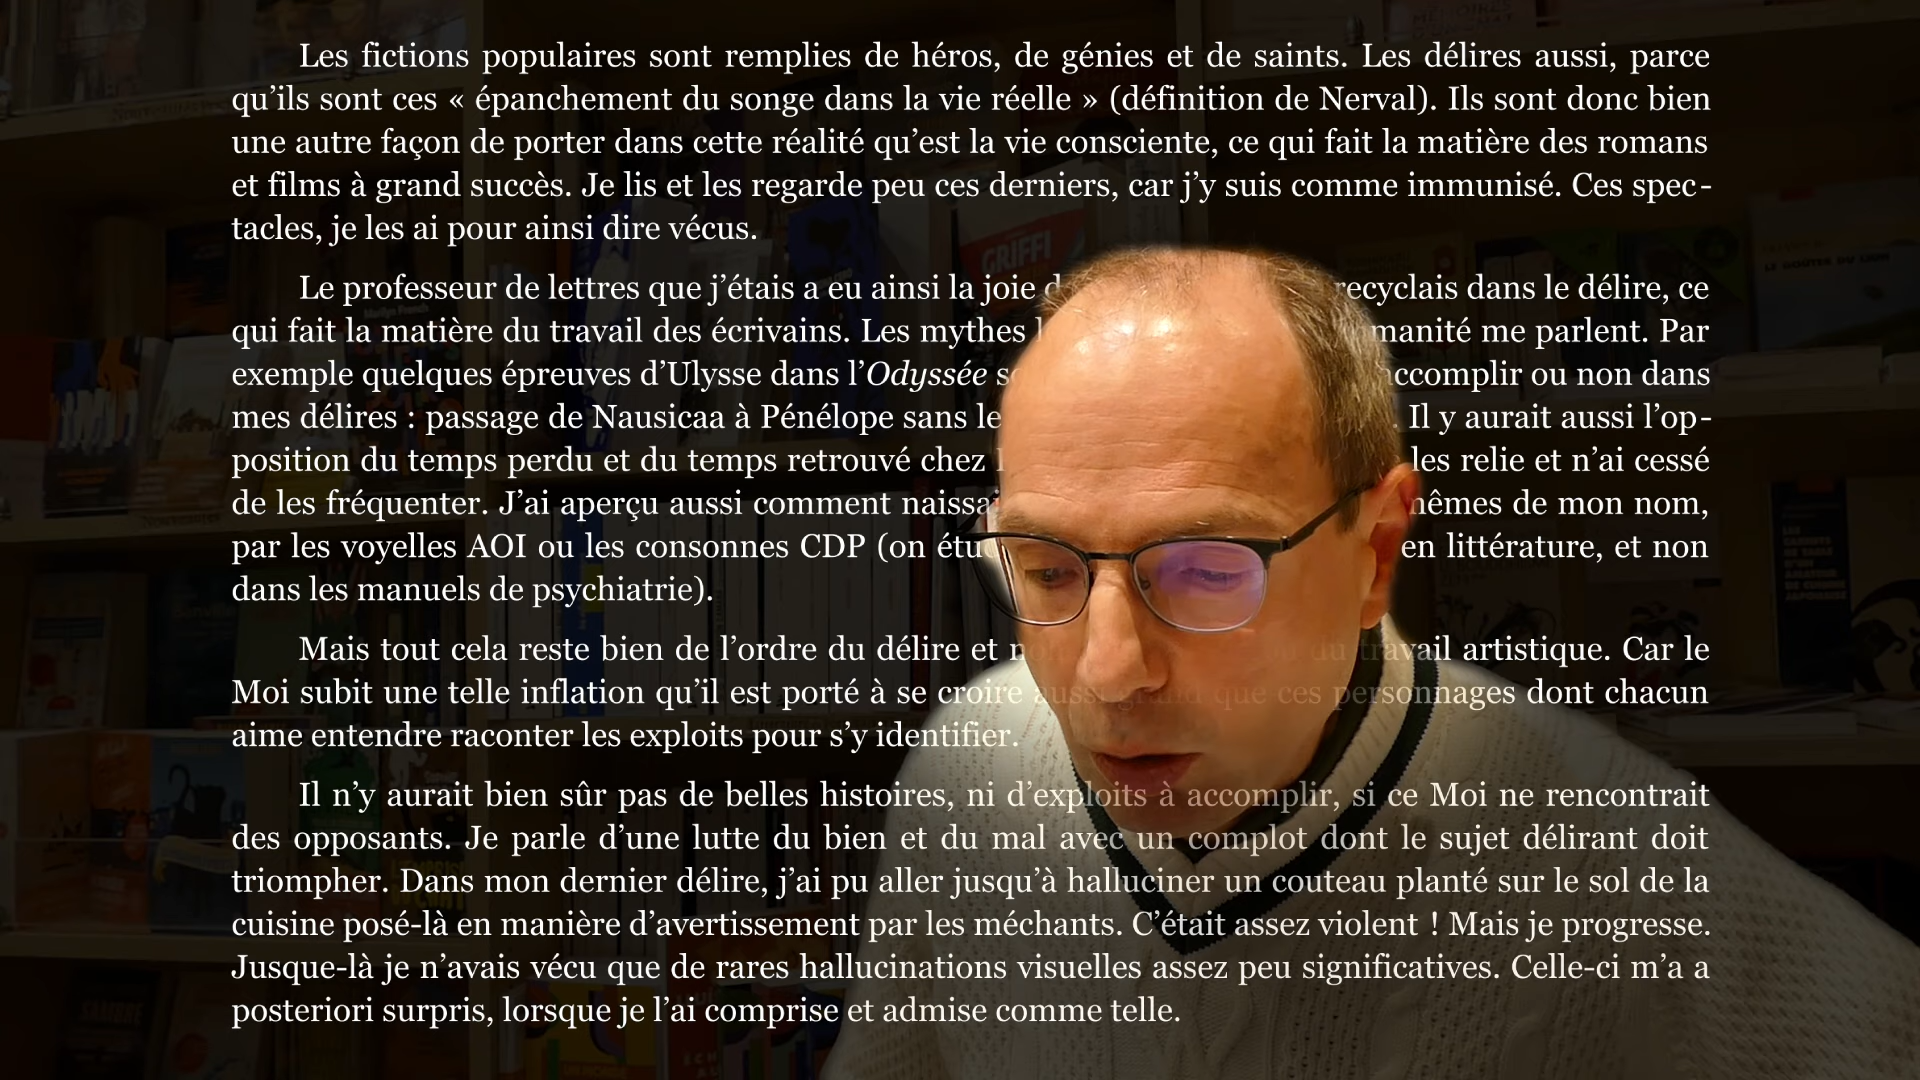 Les fictions populaires sont remplies de héros, de génies et de saints. Les délires aussi, parce
qu’ils sont ces « épanchement du songe dans la vie réelle » (définition de Nerval). Ils sont donc bien
une autre façon de porter dans cette réalité qu’est la vie consciente, ce qui fait la matière des romans
et films à grand succès. Je lis et les regarde peu ces derniers, car j’y suis comme immunisé. Ces spec-
tacles, je les ai pour ainsi dire vécus.
Le professeur de lettres que j’étais a eu ainsi la joie recyclais dans le délire, ce
qui fait la matière du travail des écrivains. Les mythes me parlent. Par
exemple quelques épreuves d’Ulysse dans l’Odyssée accomplir ou non dans
mes délires : passage de Nausicaa à Pénélope sans Il y aurait aussi l’op-
position du temps perdu et du temps retrouvé chez les relie et n’ai cessé
de les fréquenter. J’ai aperçu aussi comment de mon nom,
par les voyelles AOI ou les consonnes CDP (on en littérature, et non
dans les manuels de psychiatrie).
Mais tout cela reste bien de l’ordre du délire et du travail artistique. Car le
Moi subit une telle inflation qu’il est porté à se croire aussi grand que ces personnages dont chacun
aime entendre raconter les exploits pour s’y identifier.
Il n’y aurait bien sûr pas de belles histoires, ni d’exploits à accomplir, si ce Moi ne rencontrait
des opposants. Je parle d’une lutte du bien et du mal avec un complot dont le sujet délirant doit
triompher. Dans mon dernier délire, j’ai pu aller jusqu’à halluciner un couteau planté sur le sol de la
cuisine posé-là en manière d’avertissement par les méchants. C’était assez violent ! Mais je progresse.
Jusque-là je n’avais vécu que de rares hallucinations visuelles assez peu significatives. Celle-ci m’a a
posteriori surpris, lorsque je l’ai comprise et admise comme telle.
GRIFFI